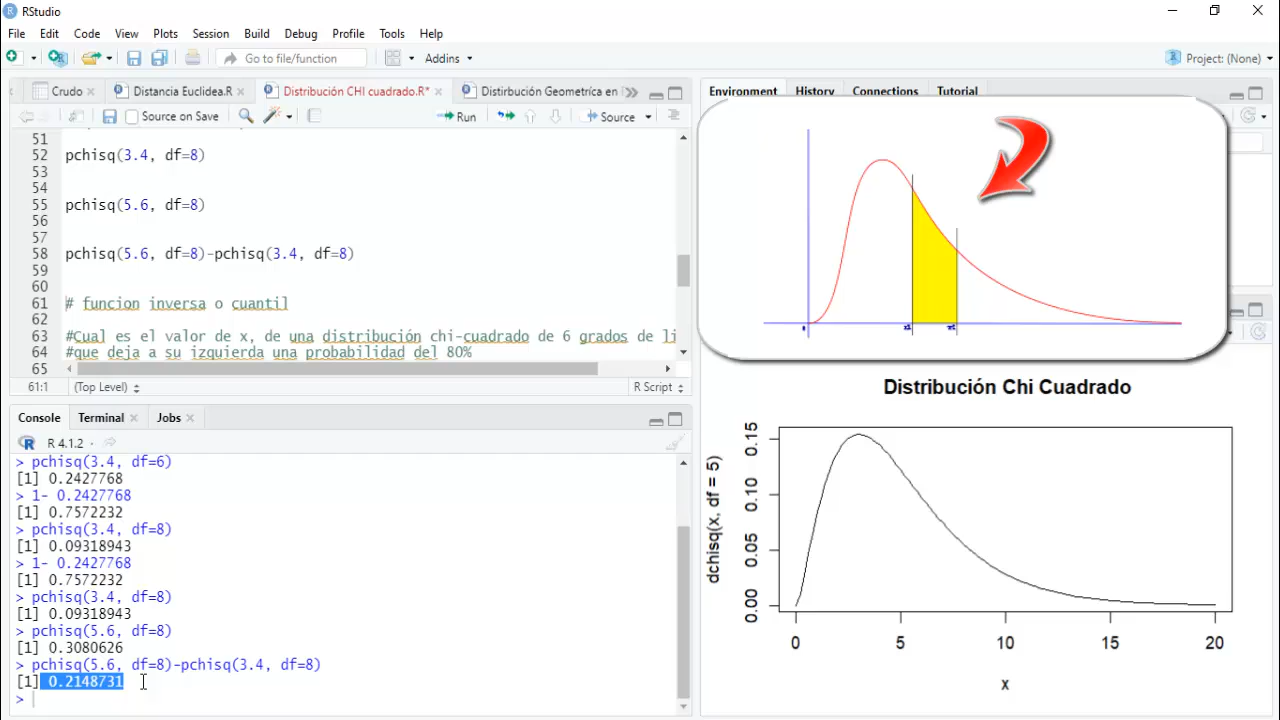 RStudio
File Edit Code View Plots Session Build Debug Profile Tools Help
Go to file/function Addins Project: (None)
Crudo Distancia Euclidea.R Distribución CHI cuadrado.R* Distirbución Geometríca en
Source on Save Run Source
51
52 pchisq(3.4, df=8)
53
54
55 pchisq(5.6, df=8)
56
57
58 pchisq(5.6, df=8)-pchisq(3.4, df=8)
59
60
61 # funcion inversa o cuantil
62
63 #Cual es el valor de x, de una distribución chi-cuadrado de 6 grados de li
64 #que deja a su izquierda una probabilidad del 80%
65
61:1 (Top Level) R Script
Console Terminal Jobs
R 4.1.2 ·
> pchisq(3.4, df=6)
[1] 0.2427768
> 1- 0.2427768
[1] 0.7572232
> pchisq(3.4, df=8)
[1] 0.09318943
> 1- 0.2427768
[1] 0.7572232
> pchisq(3.4, df=8)
[1] 0.09318943
> pchisq(5.6, df=8)
[1] 0.3080626
> pchisq(5.6, df=8)-pchisq(3.4, df=8)
[1] 0.2148731
>
Environment History Connections Tutorial
Distribución Chi Cuadrado
dchisq(x, df = 5)
0.15
0.10
0.05
0.00
0 5 10 15 20
x